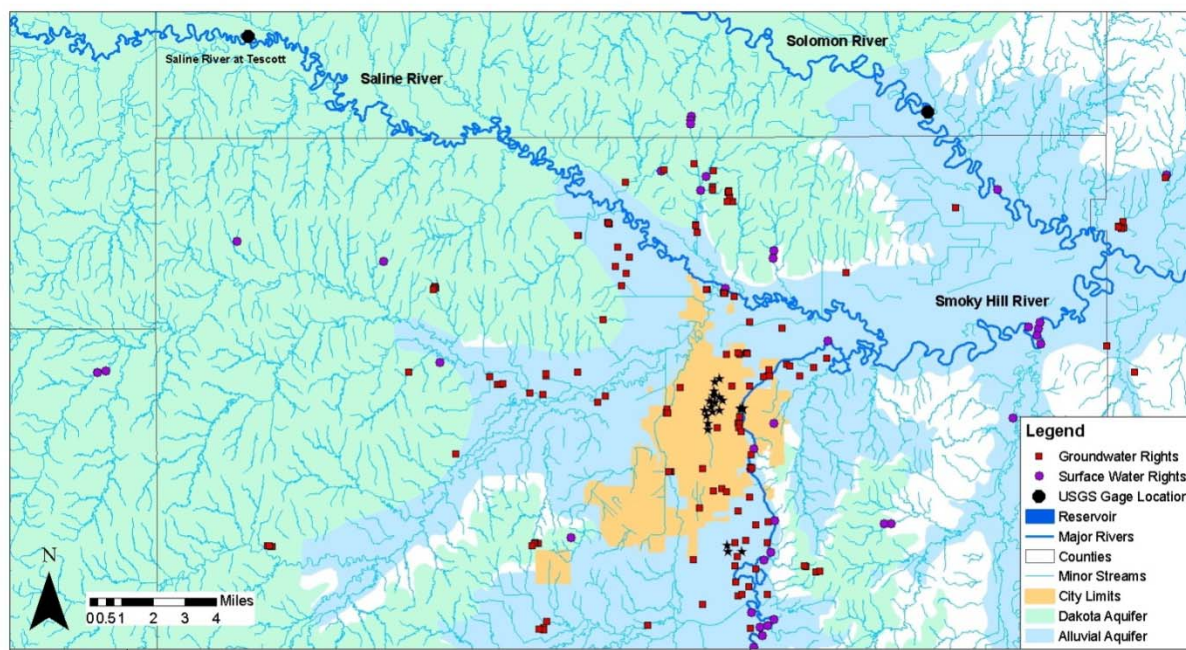 Solomon River
Saline River at Tescott
Saline River
Smoky Hill River
Legend
Groundwater Rights
Surface Water Rights
USGS Gage Location
Reservoir
Major Rivers
Counties
Minor Streams
City Limits
Dakota Aquifer
Alluvial Aquifer
N
Miles
0 0.5 1 2 3 4